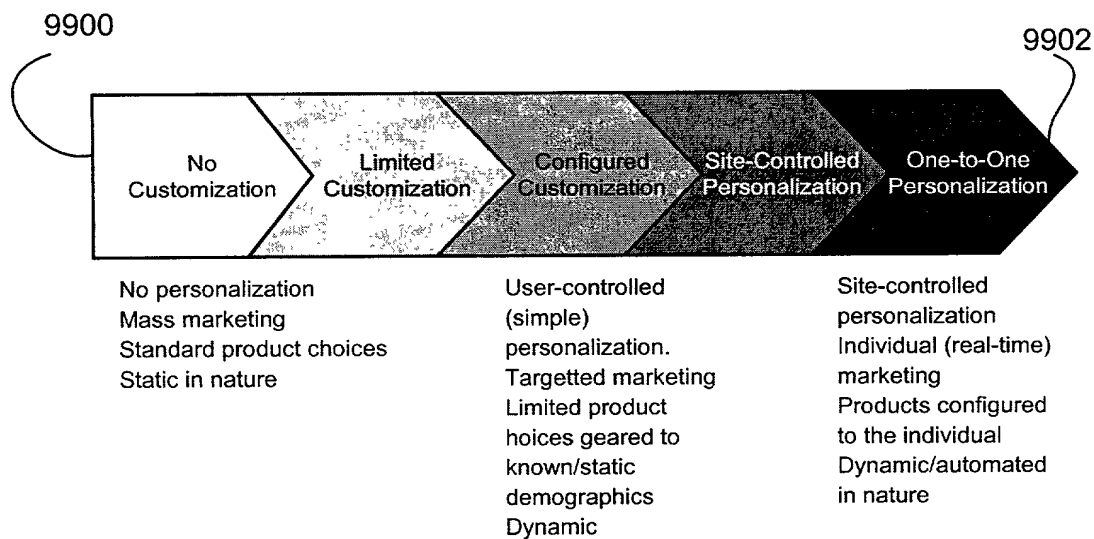 9900
9902
No
Customization
Limited
Customization
Configured
Customization
Site-Controlled
Personalization
One-to-One
Personalization
No personalization
Mass marketing
Standard product choices
Static in nature
User-controlled
(simple)
personalization.
Targetted marketing
Limited product
hoices geared to
known/static
demographics
Dynamic
Site-controlled
personalization
Individual (real-time)
marketing
Products configured
to the individual
Dynamic/automated
in nature